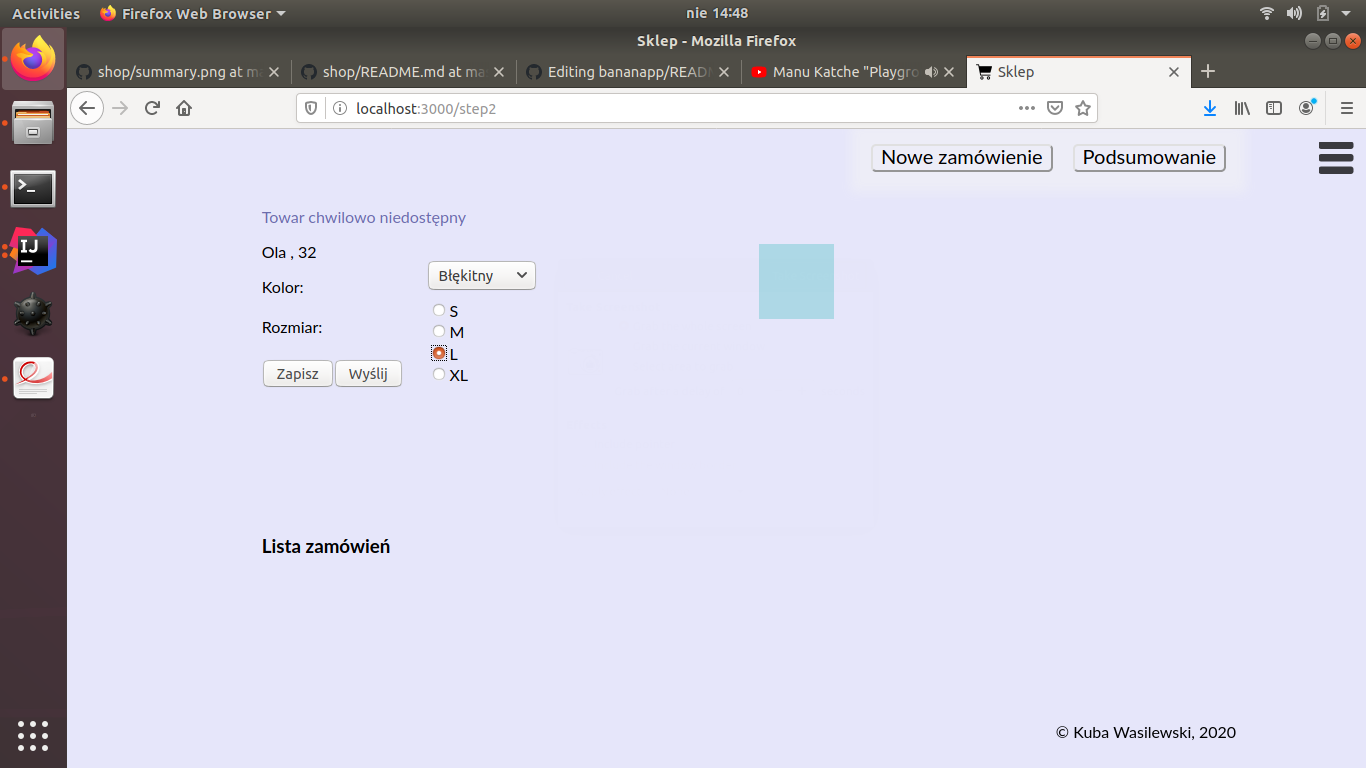 Activities Firefox Web Browser nie 14:48
Sklep - Mozilla Firefox
shop/summary.png at ma shop/README.md at ma Editing bananapp/READ Manu Katche "Playgro Sklep
localhost:3000/step2
Nowe zamówienie Podsumowanie
Towar chwilowo niedostępny
Ola , 32
Błękitny
Kolor:
S
Rozmiar:
M
L
Zapisz Wyślij
XL
Lista zamówień
© Kuba Wasilewski, 2020